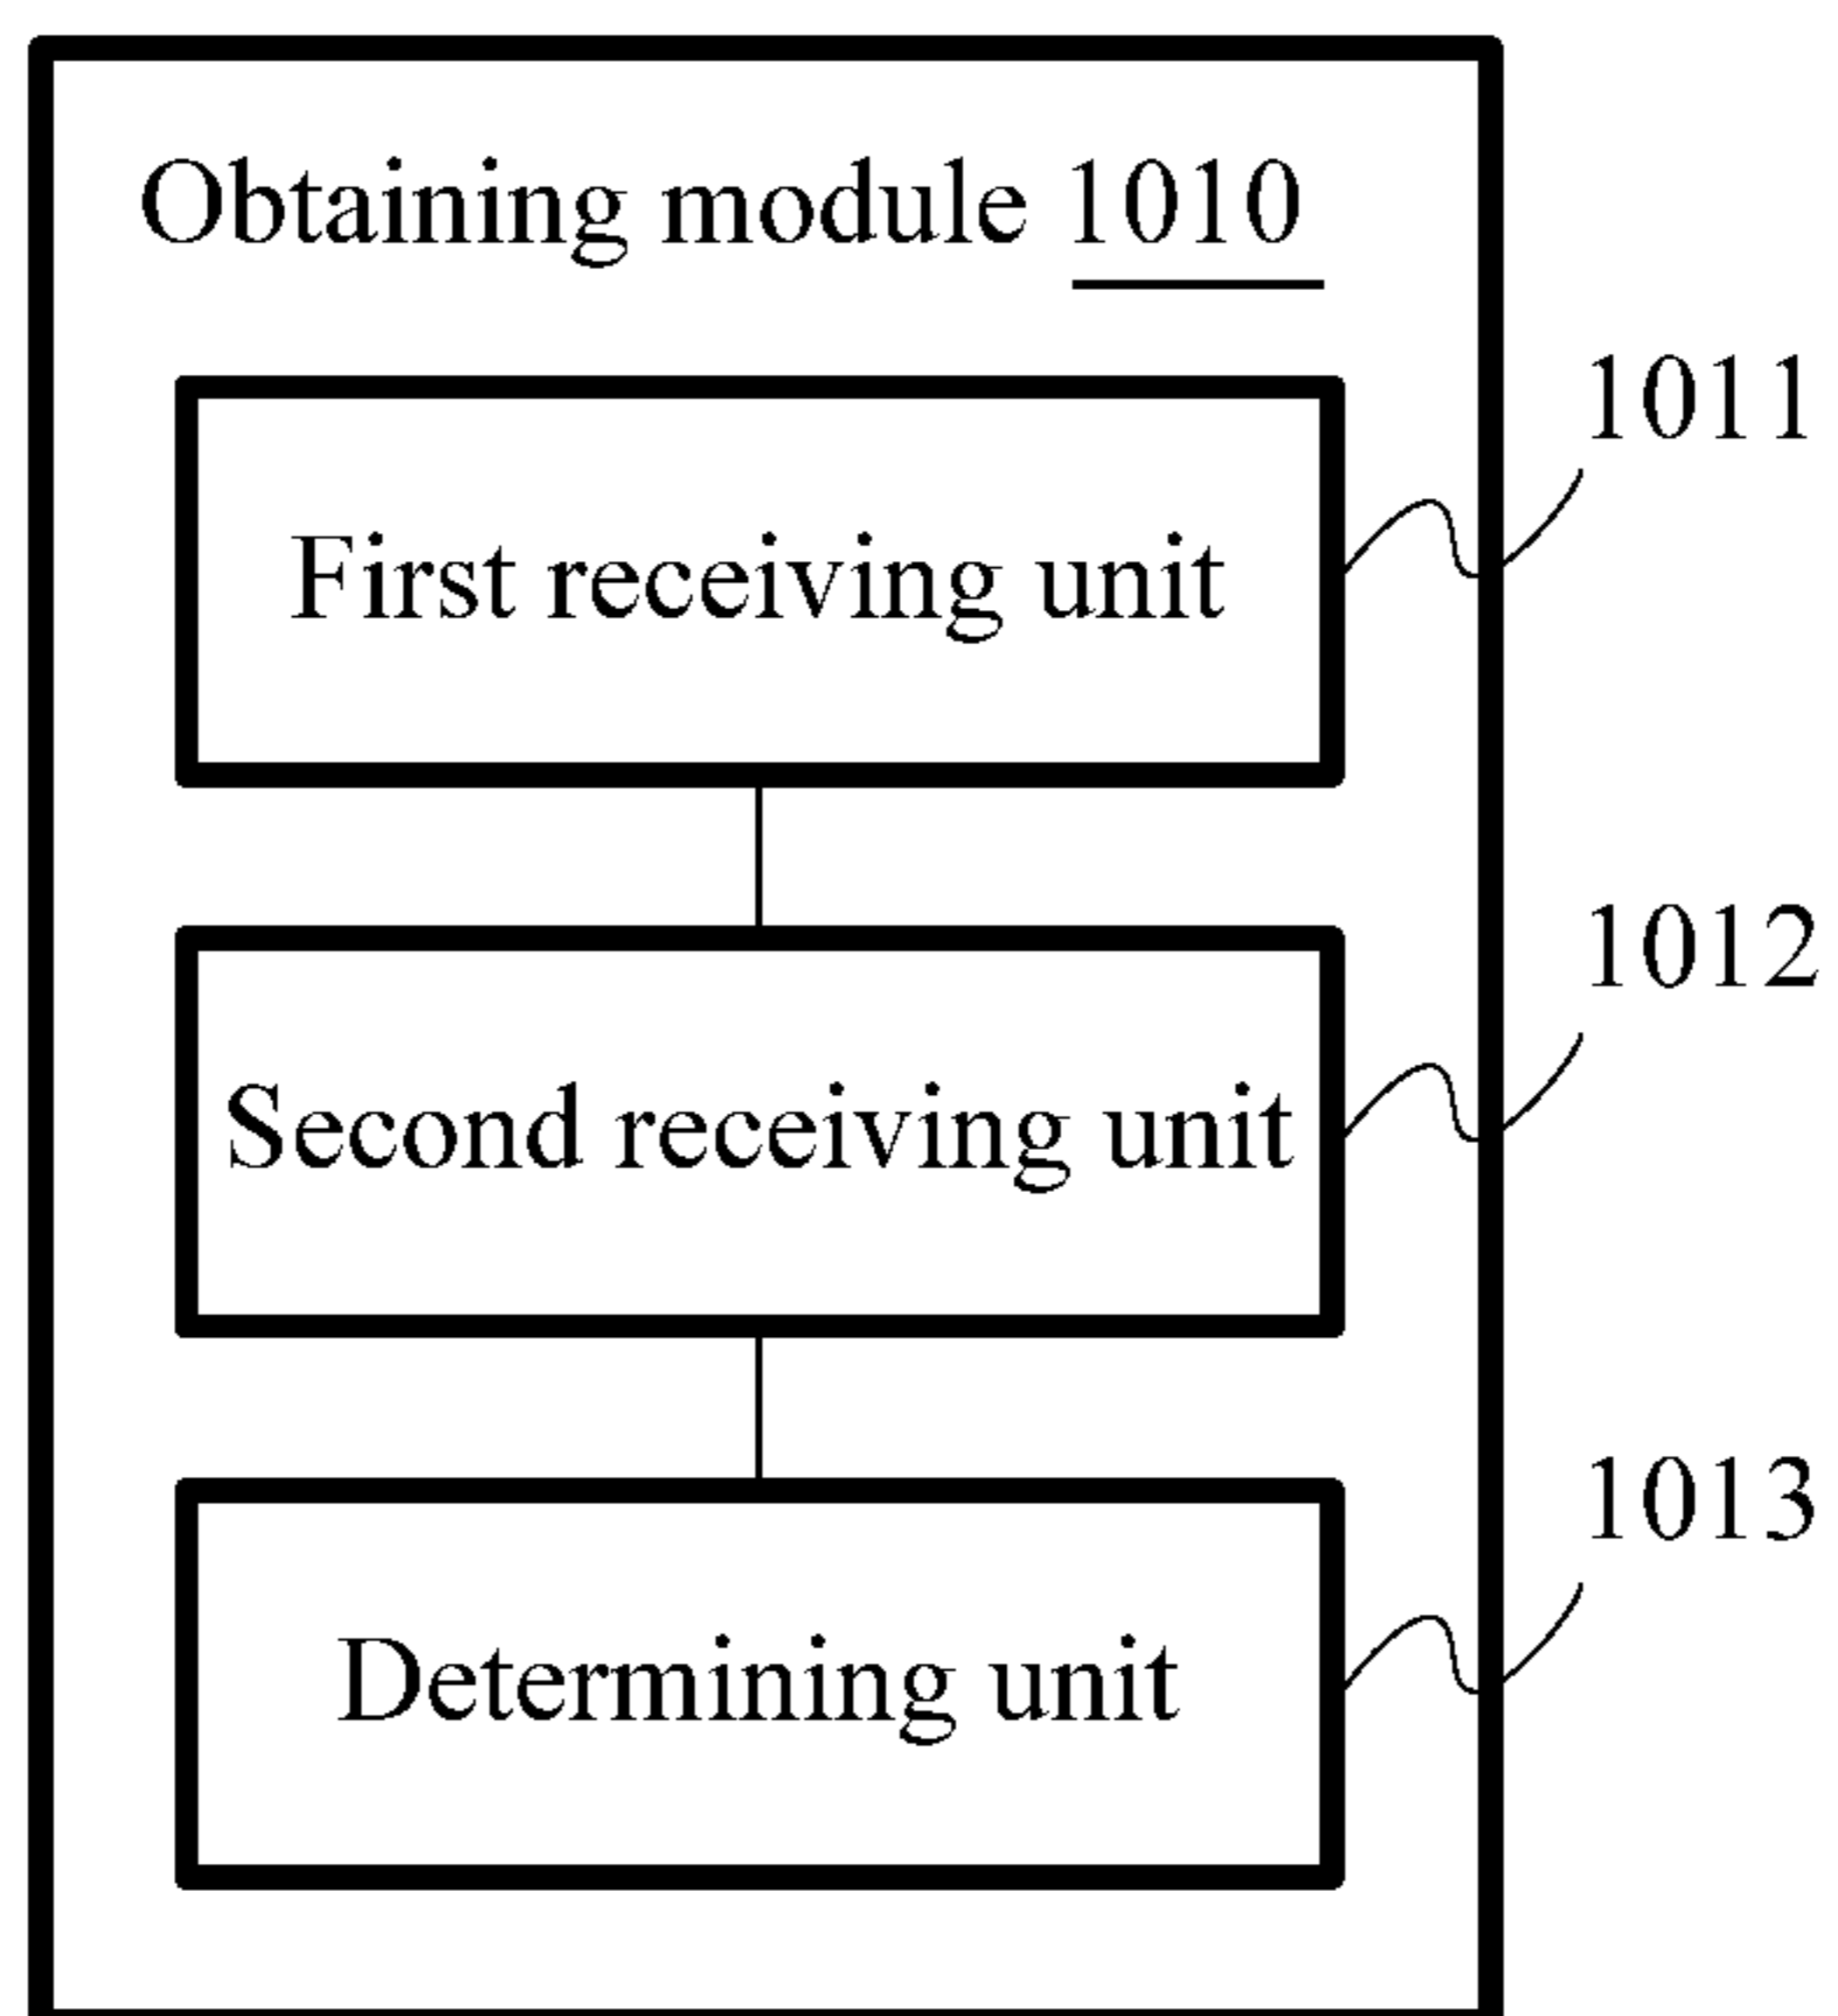 Obtaining module 1010
1011
First receiving unit
1012
Second receiving unit
1013
Determining unit